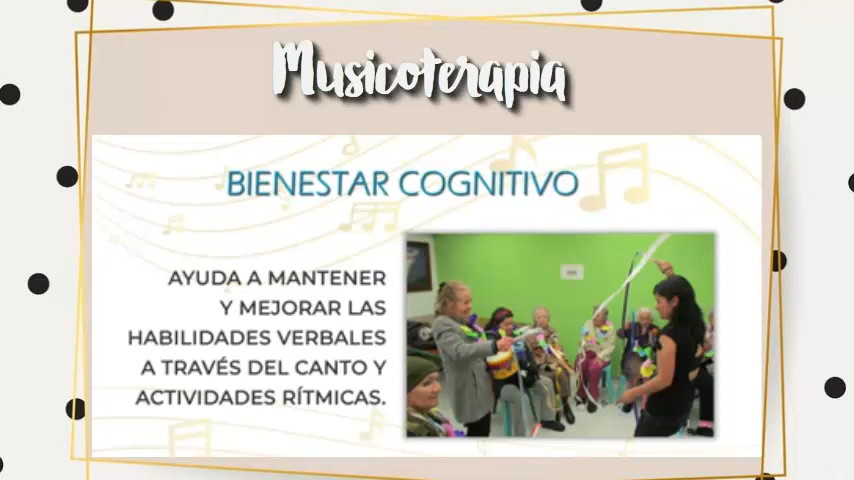 Musicoterapia
BIENESTAR COGNITIVO
AYUDA A MANTENER
Y MEJORAR LAS
HABILIDADES VERBALES
A TRAVÉS DEL CANTO Y
ACTIVIDADES RÍTMICAS.